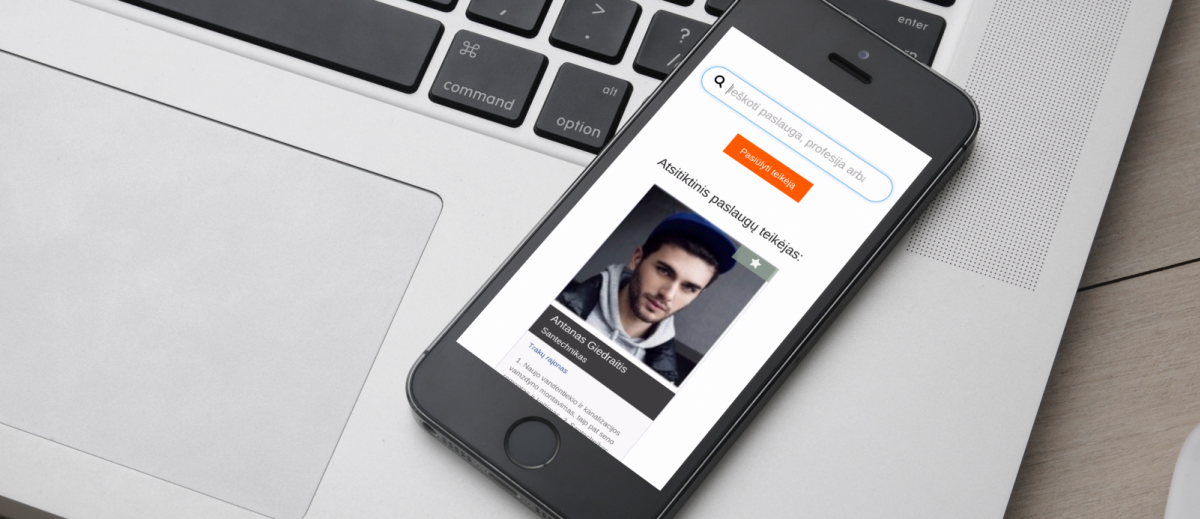 ,
>
.
?
/
enter
⌘
command
alt
option
Ieškoti paslauga, profesija arba
Pasiūlyti teikėją
Atsitiktinis paslaugų teikėjas:
Antanas Giedraitis
Santechnikas
Trakų rajonas
1. Naujo vandentiekio ir kanalizacijos
vamzdyno montavimas, taip pat seno